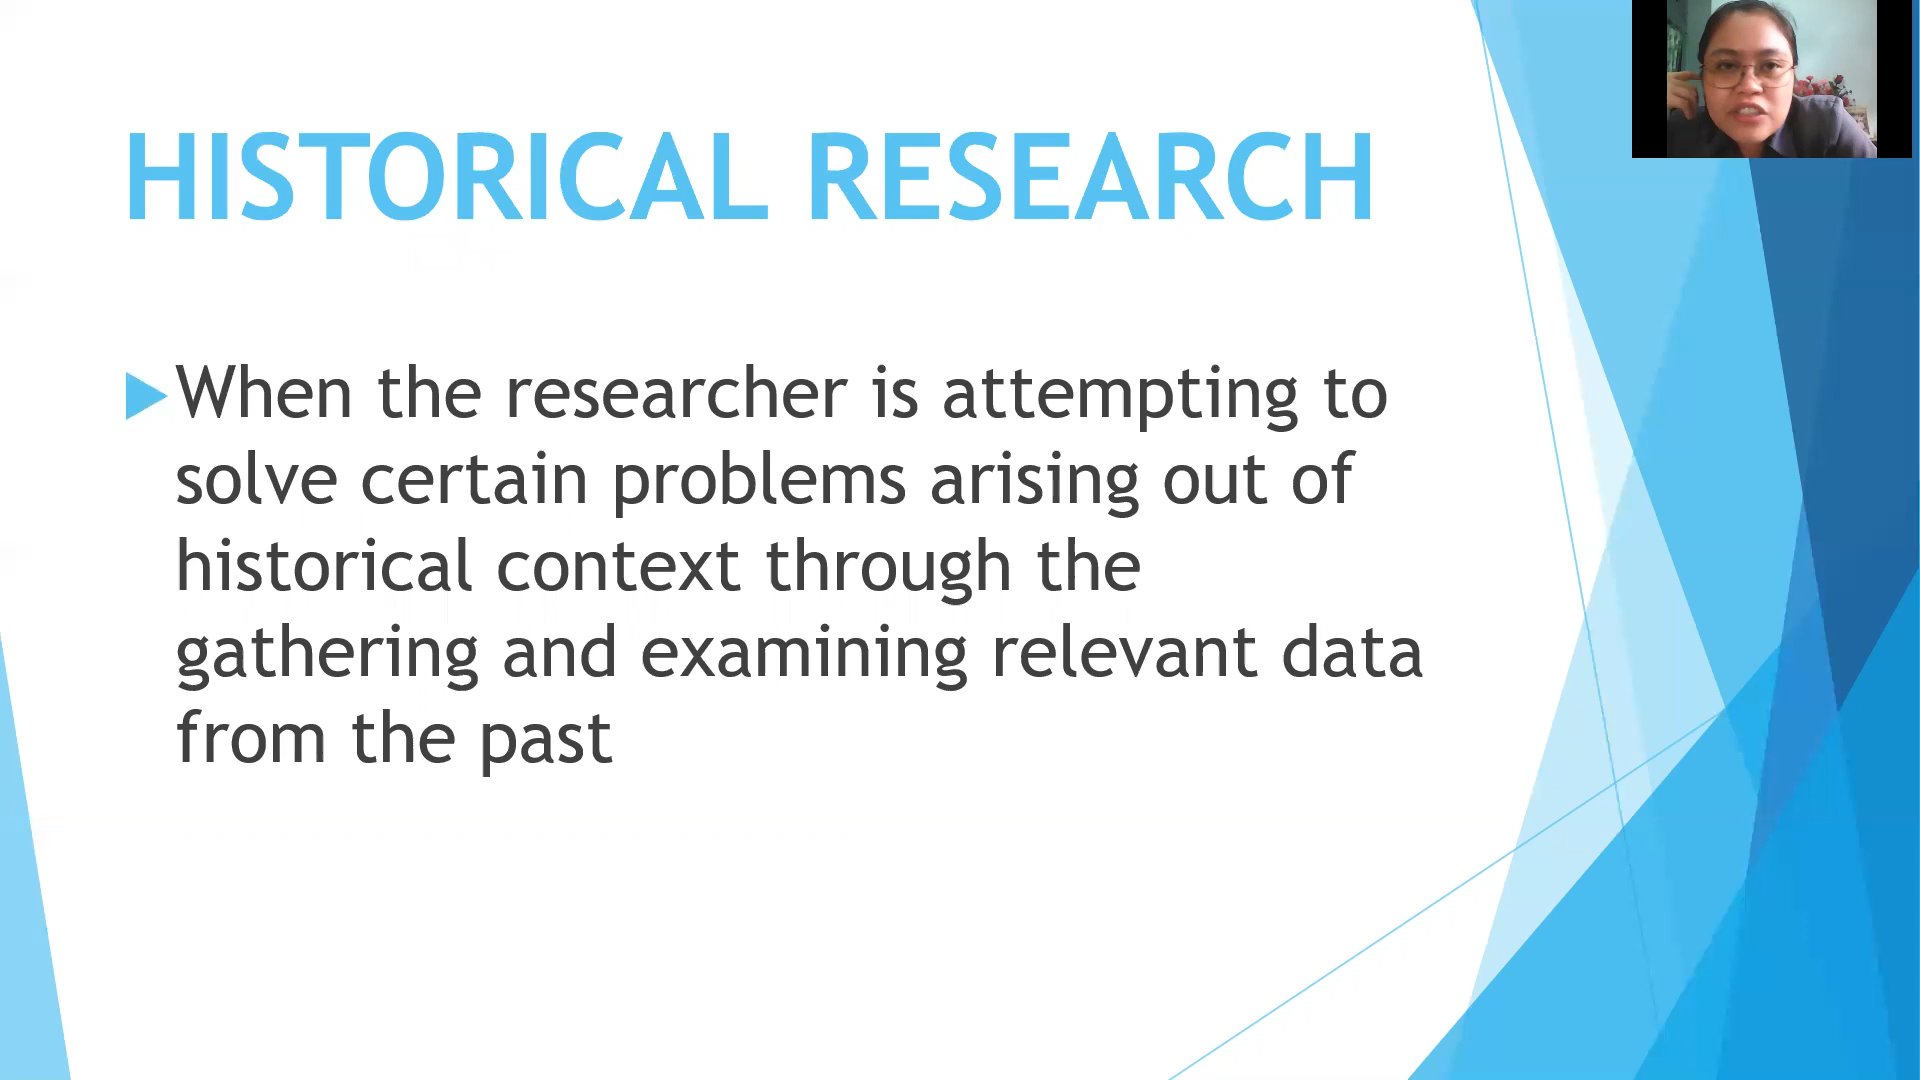 HISTORICAL RESEARCH
When the researcher is attempting to
solve certain problems arising out of
historical context through the
gathering and examining relevant data
from the past